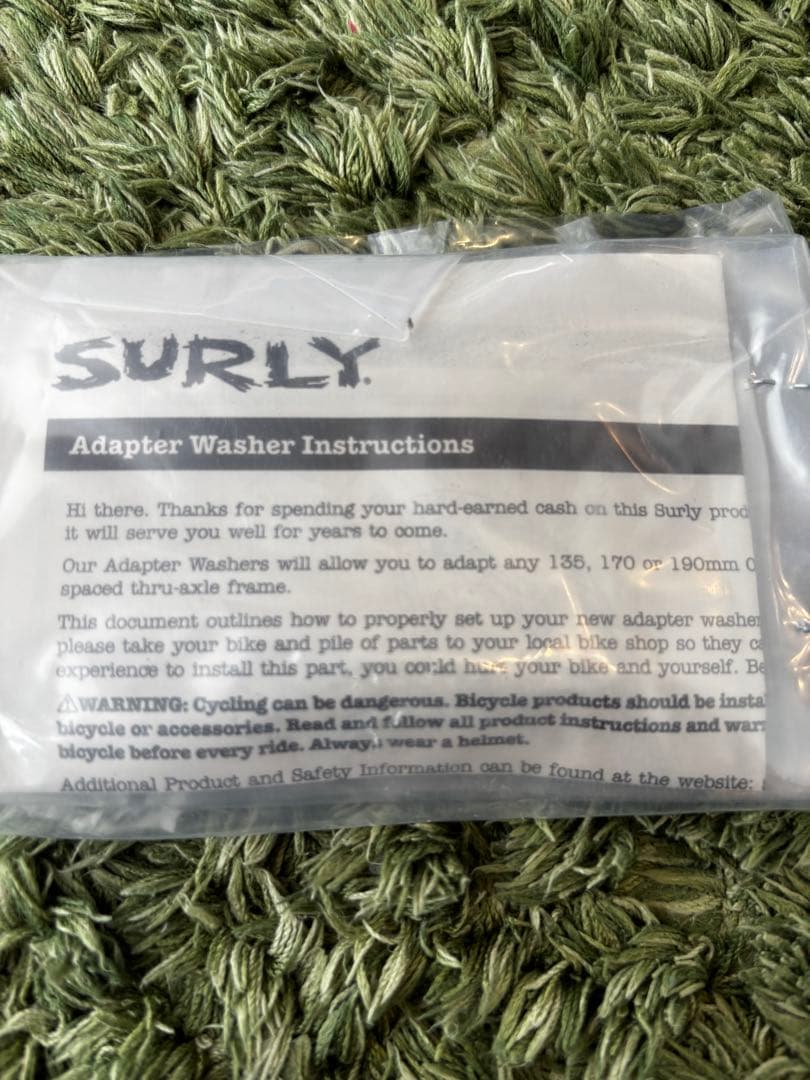 SURLY
Adapter Washer Instructions
Hi there. Thanks for spending your hard-earned cash on this Surly prod
it will serve you well for years to come.
Our Adapter Washers will allow you to adapt any 135, 170 or 190mm
spaced thru-axle frame.
This document outlines how to properly set up your new adapter washe
please take your bike and pile of parts to your local bike shop so they c
experience to install this part, you could hurt your bike and yourself. Be
⚠WARNING: Cycling can be dangerous. Bicycle products should be insta
bicycle or accessories. Read and follow all product instructions and war
bicycle before every ride. Always wear a helmet.
Additional Product and Safety Information can be found at the website: